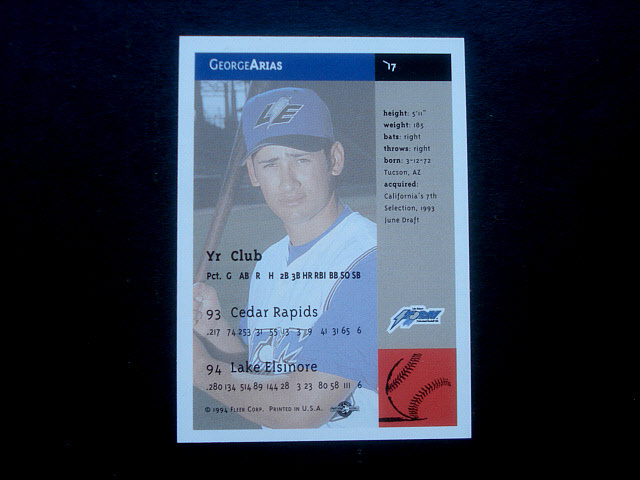 GeorgeArias
17
height: 5'11"
weight: 185
bats: right
throws: right
born: 3-12-72
Tucson, AZ
acquired:
California's 7th
Selection, 1993
June Draft
LE
Yr Club
Pct. G AB R H 2B 3B HR RBI BB SO SB
93 Cedar Rapids
.217 74 253 31 55 13 3 9 41 31 65 6
94 Lake Elsinore
.280 134 514 89 144 28 3 23 80 58 111 6
© 1994 Fleer Corp. Printed in U.S.A.